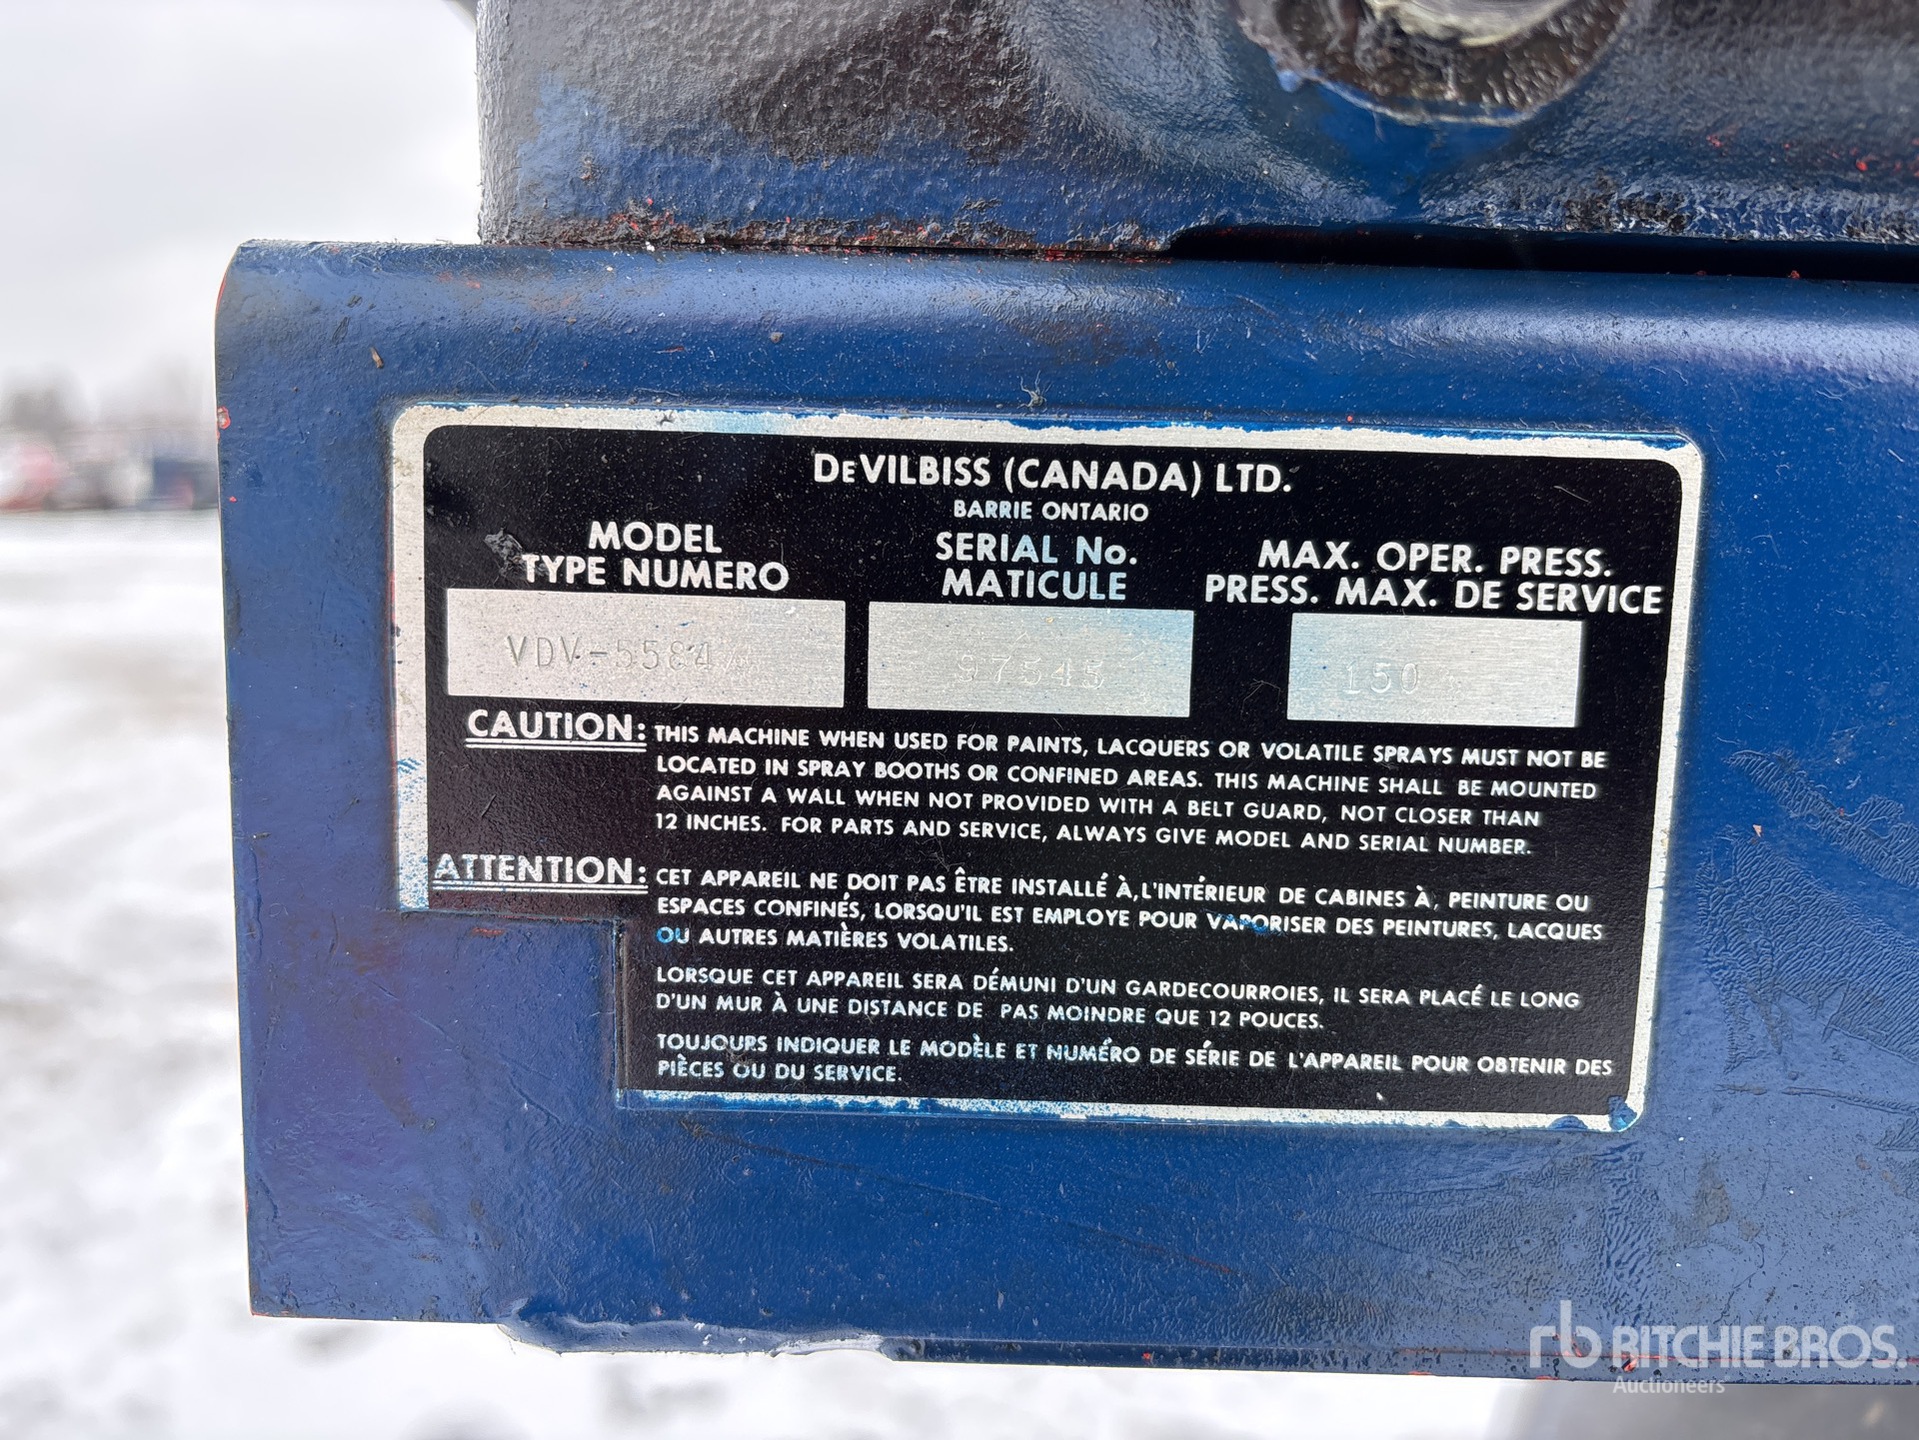 DeVILBISS (CANADA) LTD.
BARRIE ONTARIO
MODEL
TYPE NUMERO
SERIAL No.
MATICULE
MAX. OPER. PRESS.
PRESS. MAX. DE SERVICE
VDV-5584
97545
150
CAUTION: THIS MACHINE WHEN USED FOR PAINTS, LACQUERS OR VOLATILE SPRAYS MUST NOT BE
LOCATED IN SPRAY BOOTHS OR CONFINED AREAS. THIS MACHINE SHALL BE MOUNTED
AGAINST A WALL WHEN NOT PROVIDED WITH A BELT GUARD, NOT CLOSER THAN
12 INCHES. FOR PARTS AND SERVICE, ALWAYS GIVE MODEL AND SERIAL NUMBER.
ATTENTION: CET APPAREIL NE DOIT PAS ÊTRE INSTALLÉ À, L'INTÉRIEUR DE CABINES À, PEINTURE OU
ESPACES CONFINÉS, LORSQU'IL EST EMPLOYE POUR VAPORISER DES PEINTURES, LACQUES
OU AUTRES MATIÈRES VOLATILES.
LORSQUE CET APPAREIL SERA DÉMUNI D'UN GARDECOURROIES, IL SERA PLACÉ LE LONG
D'UN MUR À UNE DISTANCE DE PAS MOINDRE QUE 12 POUCES.
TOUJOURS INDIQUER LE MODÈLE ET NUMÉRO DE SÉRIE DE L'APPAREIL POUR OBTENIR DES
PIÈCES OU DU SERVICE.
rb RITCHIE BROS.
Auctioneers